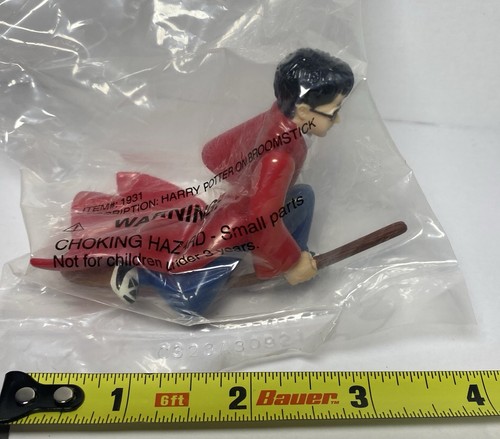 ITEM#: 1931
DESCRIPTION: HARRY POTTER ON BROOMSTICK
WARNING:
CHOKING HAZARD - Small parts
Not for children under 3 years.
1 6ft 2 Bauer 3 4